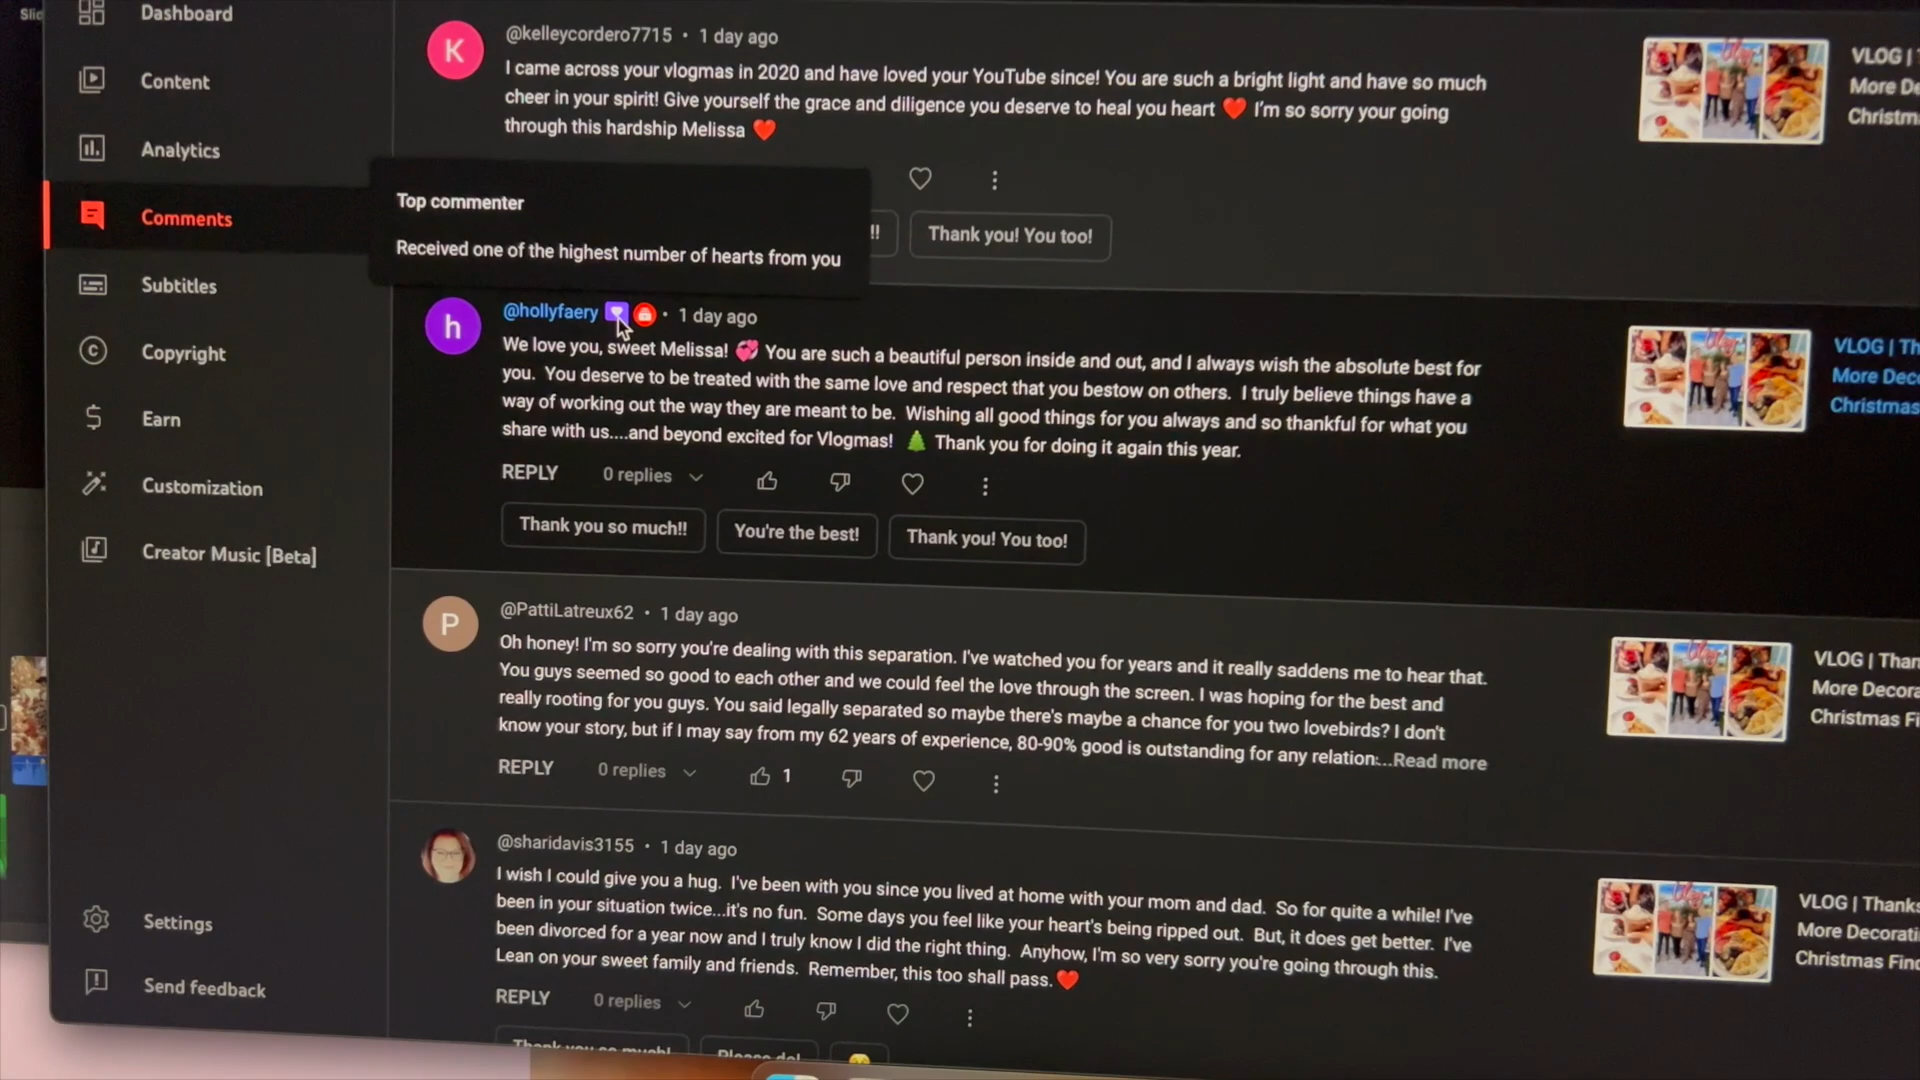 Dashboard
Content
Analytics
Comments
Subtitles
Copyright
Earn
Customization
Creator Music [Beta]
Settings
Send feedback
K
@kelleycordero7715 • 1 day ago
I came across your vlogmas in 2020 and have loved your YouTube since! You are such a bright light and have so much
cheer in your spirit! Give yourself the grace and diligence you deserve to heal you heart ❤️ I'm so sorry your going
through this hardship Melissa ❤️
!!
Thank you! You too!
VLOG |
More De
Christm
Top commenter
Received one of the highest number of hearts from you
h
@hollyfaery • 1 day ago
We love you, sweet Melissa! 💞 You are such a beautiful person inside and out, and I always wish the absolute best for
you. You deserve to be treated with the same love and respect that you bestow on others. I truly believe things have a
way of working out the way they are meant to be. Wishing all good things for you always and so thankful for what you
share with us....and beyond excited for Vlogmas! 🎄 Thank you for doing it again this year.
REPLY 0 replies
Thank you so much!! You're the best! Thank you! You too!
VLOG | Th
More Deco
Christmas
P
@PattiLatreux62 • 1 day ago
Oh honey! I'm so sorry you're dealing with this separation. I've watched you for years and it really saddens me to hear that.
You guys seemed so good to each other and we could feel the love through the screen. I was hoping for the best and
really rooting for you guys. You said legally separated so maybe there's maybe a chance for you two lovebirds? I don't
know your story, but if I may say from my 62 years of experience, 80-90% good is outstanding for any relation:...Read more
REPLY 0 replies 1
VLOG | Than
More Decora
Christmas Fi
@sharidavis3155 • 1 day ago
I wish I could give you a hug. I've been with you since you lived at home with your mom and dad. So for quite a while! I've
been in your situation twice...it's no fun. Some days you feel like your heart's being ripped out. But, it does get better. I've
been divorced for a year now and I truly know I did the right thing. Anyhow, I'm so very sorry you're going through this.
Lean on your sweet family and friends. Remember, this too shall pass. ❤️
REPLY 0 replies
Thank you so much! Please do!
VLOG | Thanks
More Decorati
Christmas Find